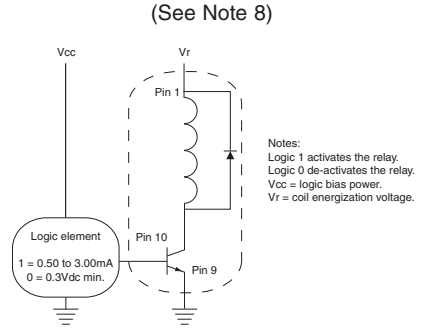 (See Note 8)
Vcc
Vr
Pin 1
Notes:
Logic 1 activates the relay.
Logic 0 de-activates the relay.
Vcc = logic bias power.
Vr = coil energization voltage.
Logic element
1 = 0.50 to 3.00mA
0 = 0.3Vdc min.
Pin 10
Pin 9